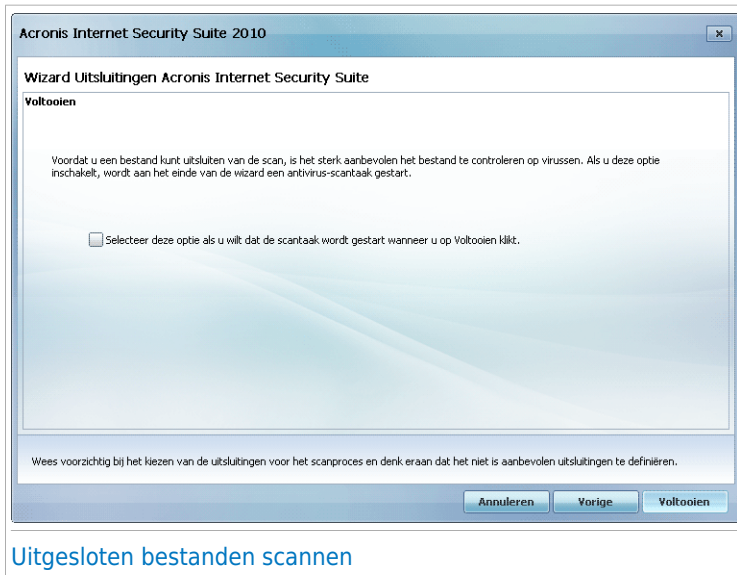 Acronis Internet Security Suite 2010
Wizard Uitsluitingen Acronis Internet Security Suite
Voltooien
Voordat u een bestand kunt uitsluiten van de scan, is het sterk aanbevolen het bestand te controleren op virussen. Als u deze optie
inschakelt, wordt aan het einde van de wizard een antivirus-scantaak gestart.
Selecteer deze optie als u wilt dat de scantaak wordt gestart wanneer u op Voltooien klikt.
Wees voorzichtig bij het kiezen van de uitsluitingen voor het scanproces en denk eraan dat het niet is aanbevolen uitsluitingen te definiëren.
Annuleren Vorige Voltooien
Uitgesloten bestanden scannen